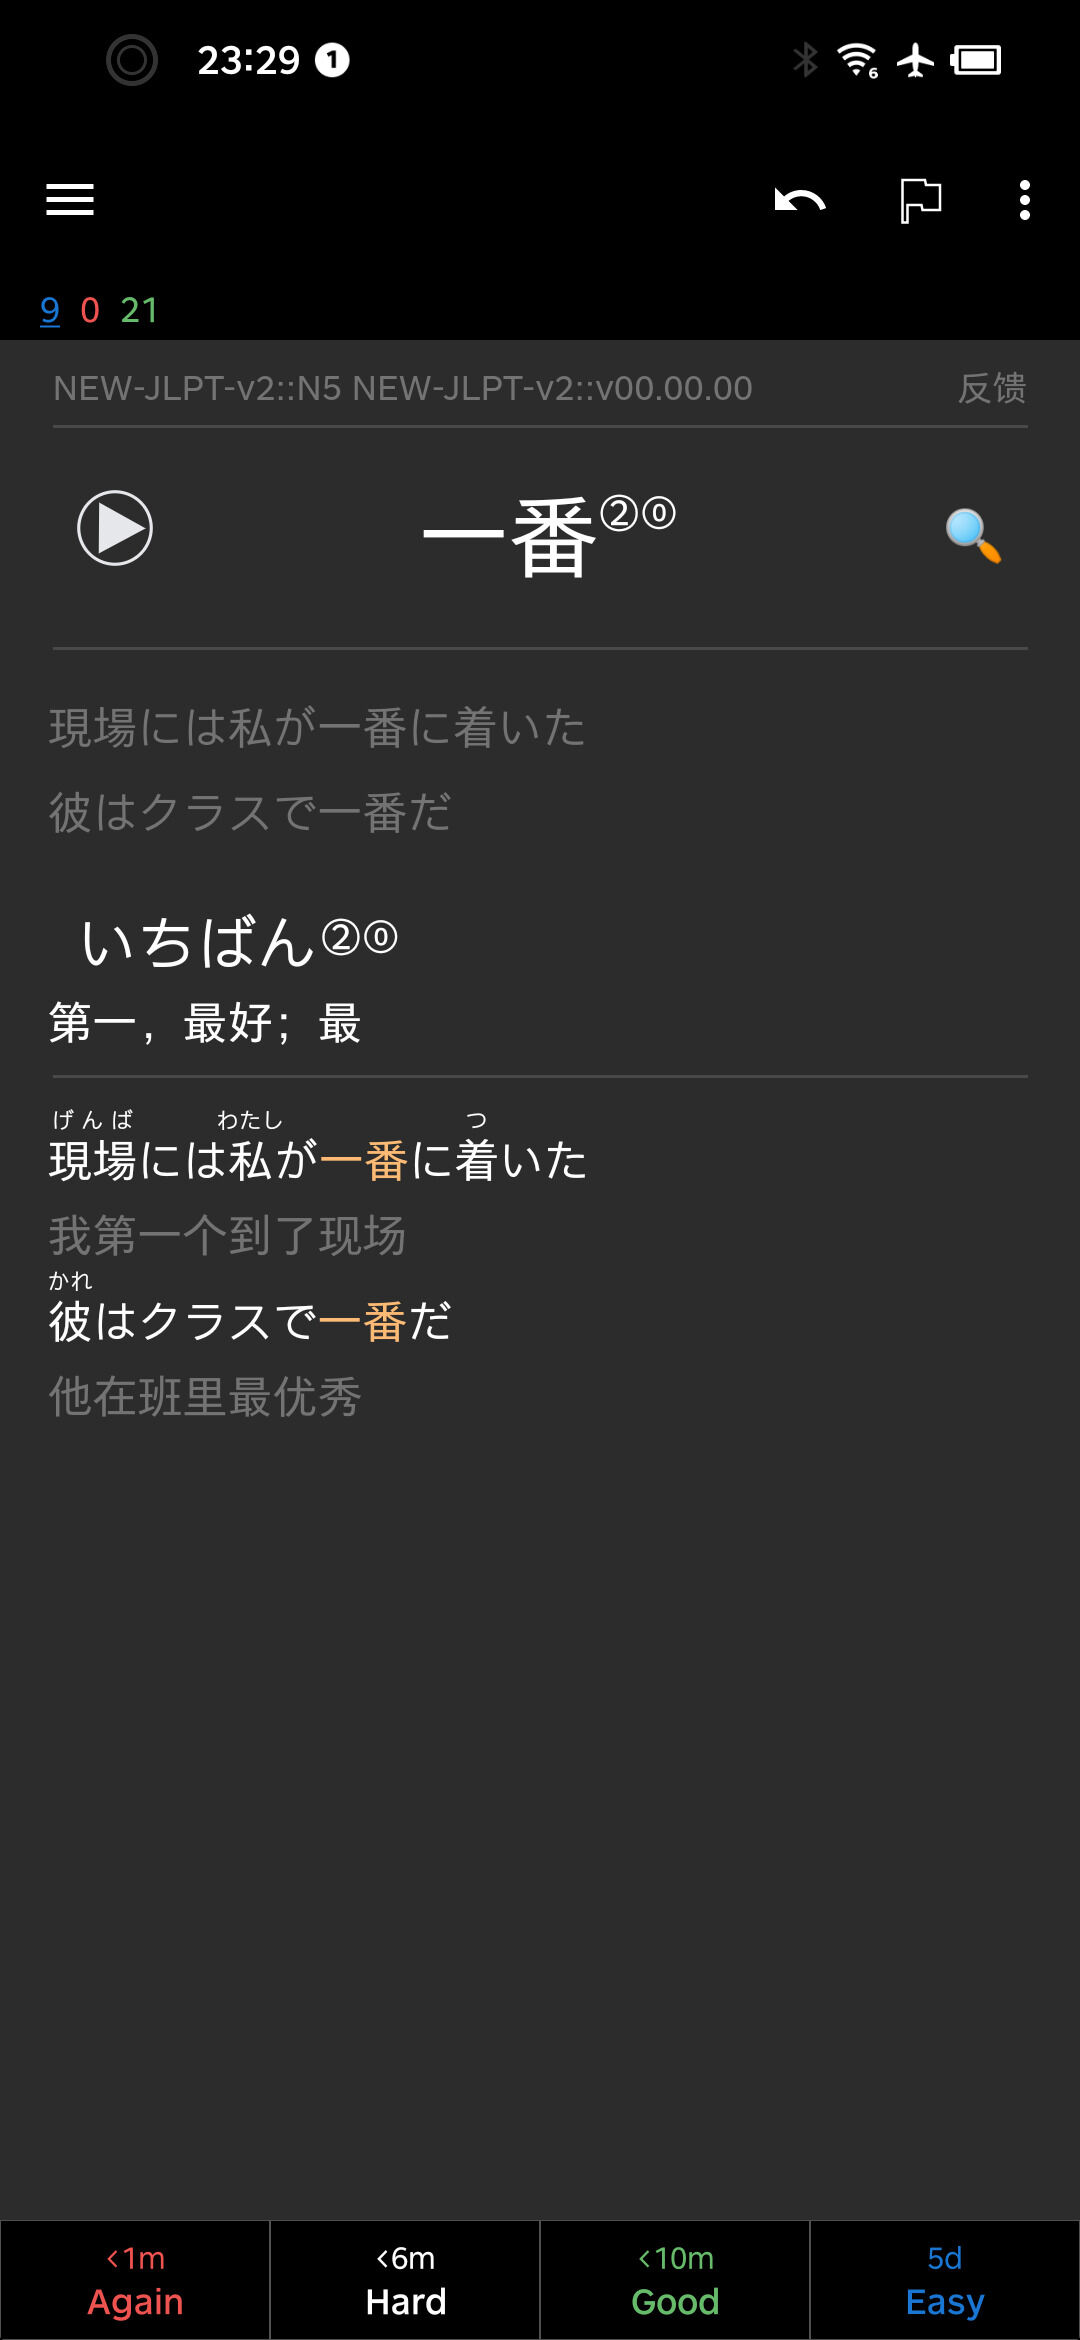 23:29 1
6
9 0 21
NEW-JLPT-v2::N5 NEW-JLPT-v2::v00.00.00 反馈
一番②⓪
現場には私が一番に着いた
彼はクラスで一番だ
いちばん②⓪
第一，最好；最
げんば わたし つ
現場には私が一番に着いた
我第一个到了现场
かれ
彼はクラスで一番だ
他在班里最优秀
<1m <6m <10m 5d
Again Hard Good Easy